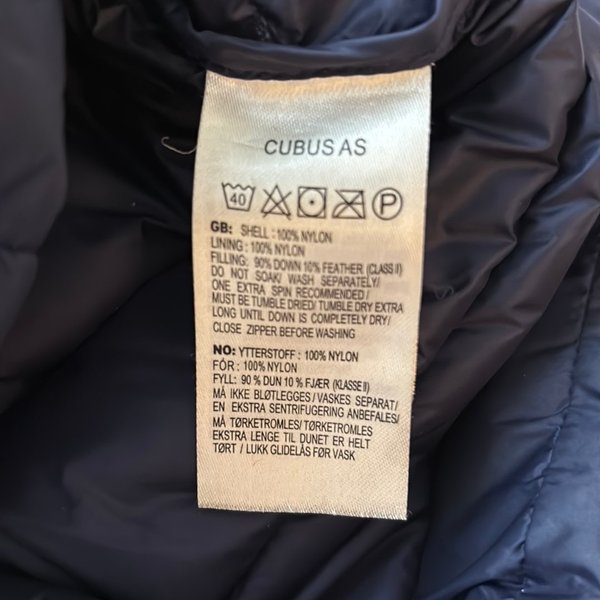 CUBUS AS
40 P
GB: SHELL : 100% NYLON
LINING : 100% NYLON
FILLING: 90% DOWN 10% FEATHER (CLASS II)
DO NOT SOAK/ WASH SEPARATELY/
ONE EXTRA SPIN RECOMMENDED/
MUST BE TUMBLE DRIED/ TUMBLE DRY EXTRA
LONG UNTIL DOWN IS COMPLETELY DRY/
CLOSE ZIPPER BEFORE WASHING
NO: YTTERSTOFF : 100% NYLON
FÓR : 100% NYLON
FYLL: 90 % DUN 10 % FJÆR (KLASSE II)
MÅ IKKE BLØTLEGGES/ VASKES SEPARAT/
EN EKSTRA SENTRIFUGERING ANBEFALES/
MÅ TØRKETROMLES/ TØRKETROMLES
EKSTRA LENGE TIL DUNET ER HELT
TØRT / LUKK GLIDELÅS FØR VASK